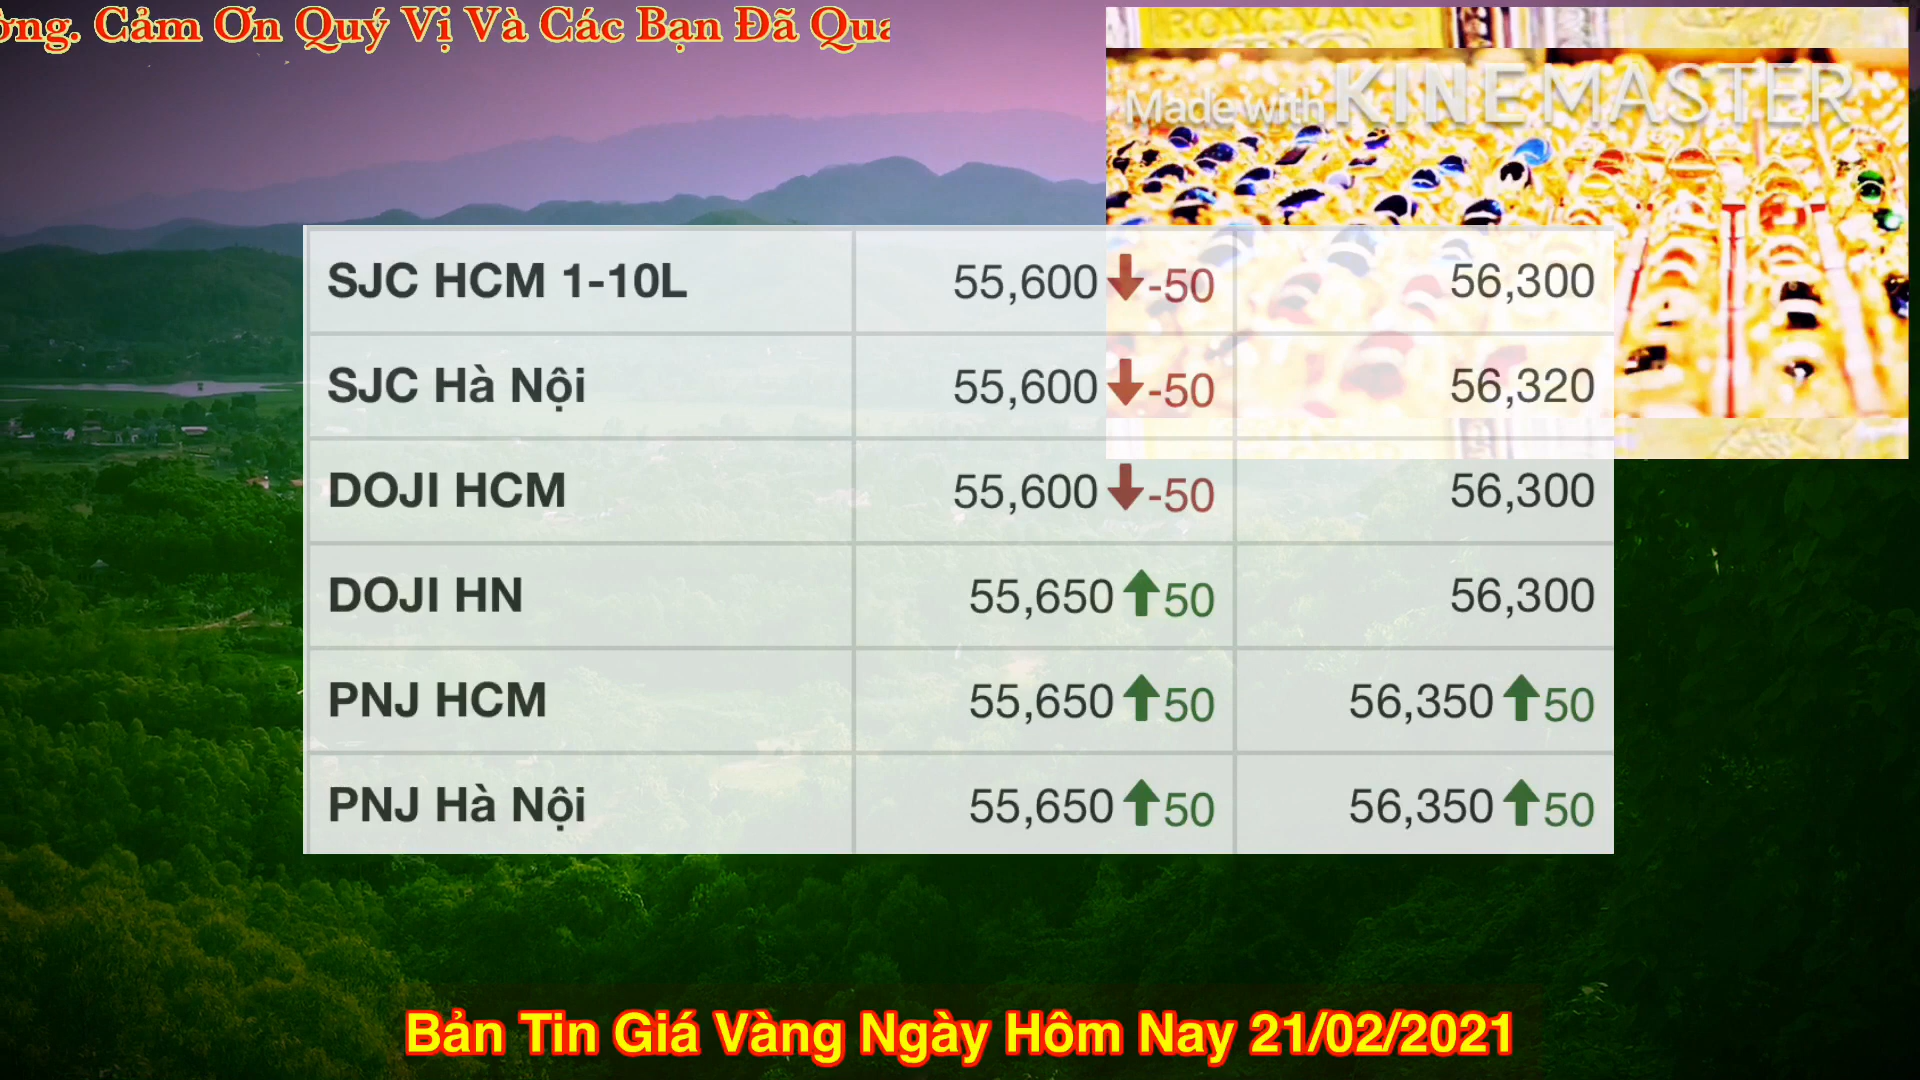 ờng. Cảm Ơn Quý Vị Và Các Bạn Đã Qua
RỒNG VÀNG
Made with KINEMASTER
SJC HCM 1-10L 55,600 -50 56,300
SJC Hà Nội 55,600 -50 56,320
DOJI HCM 55,600 -50 56,300
DOJI HN 55,650 50 56,300
PNJ HCM 55,650 50 56,350 50
PNJ Hà Nội 55,650 50 56,350 50
Bản Tin Giá Vàng Ngày Hôm Nay 21/02/2021